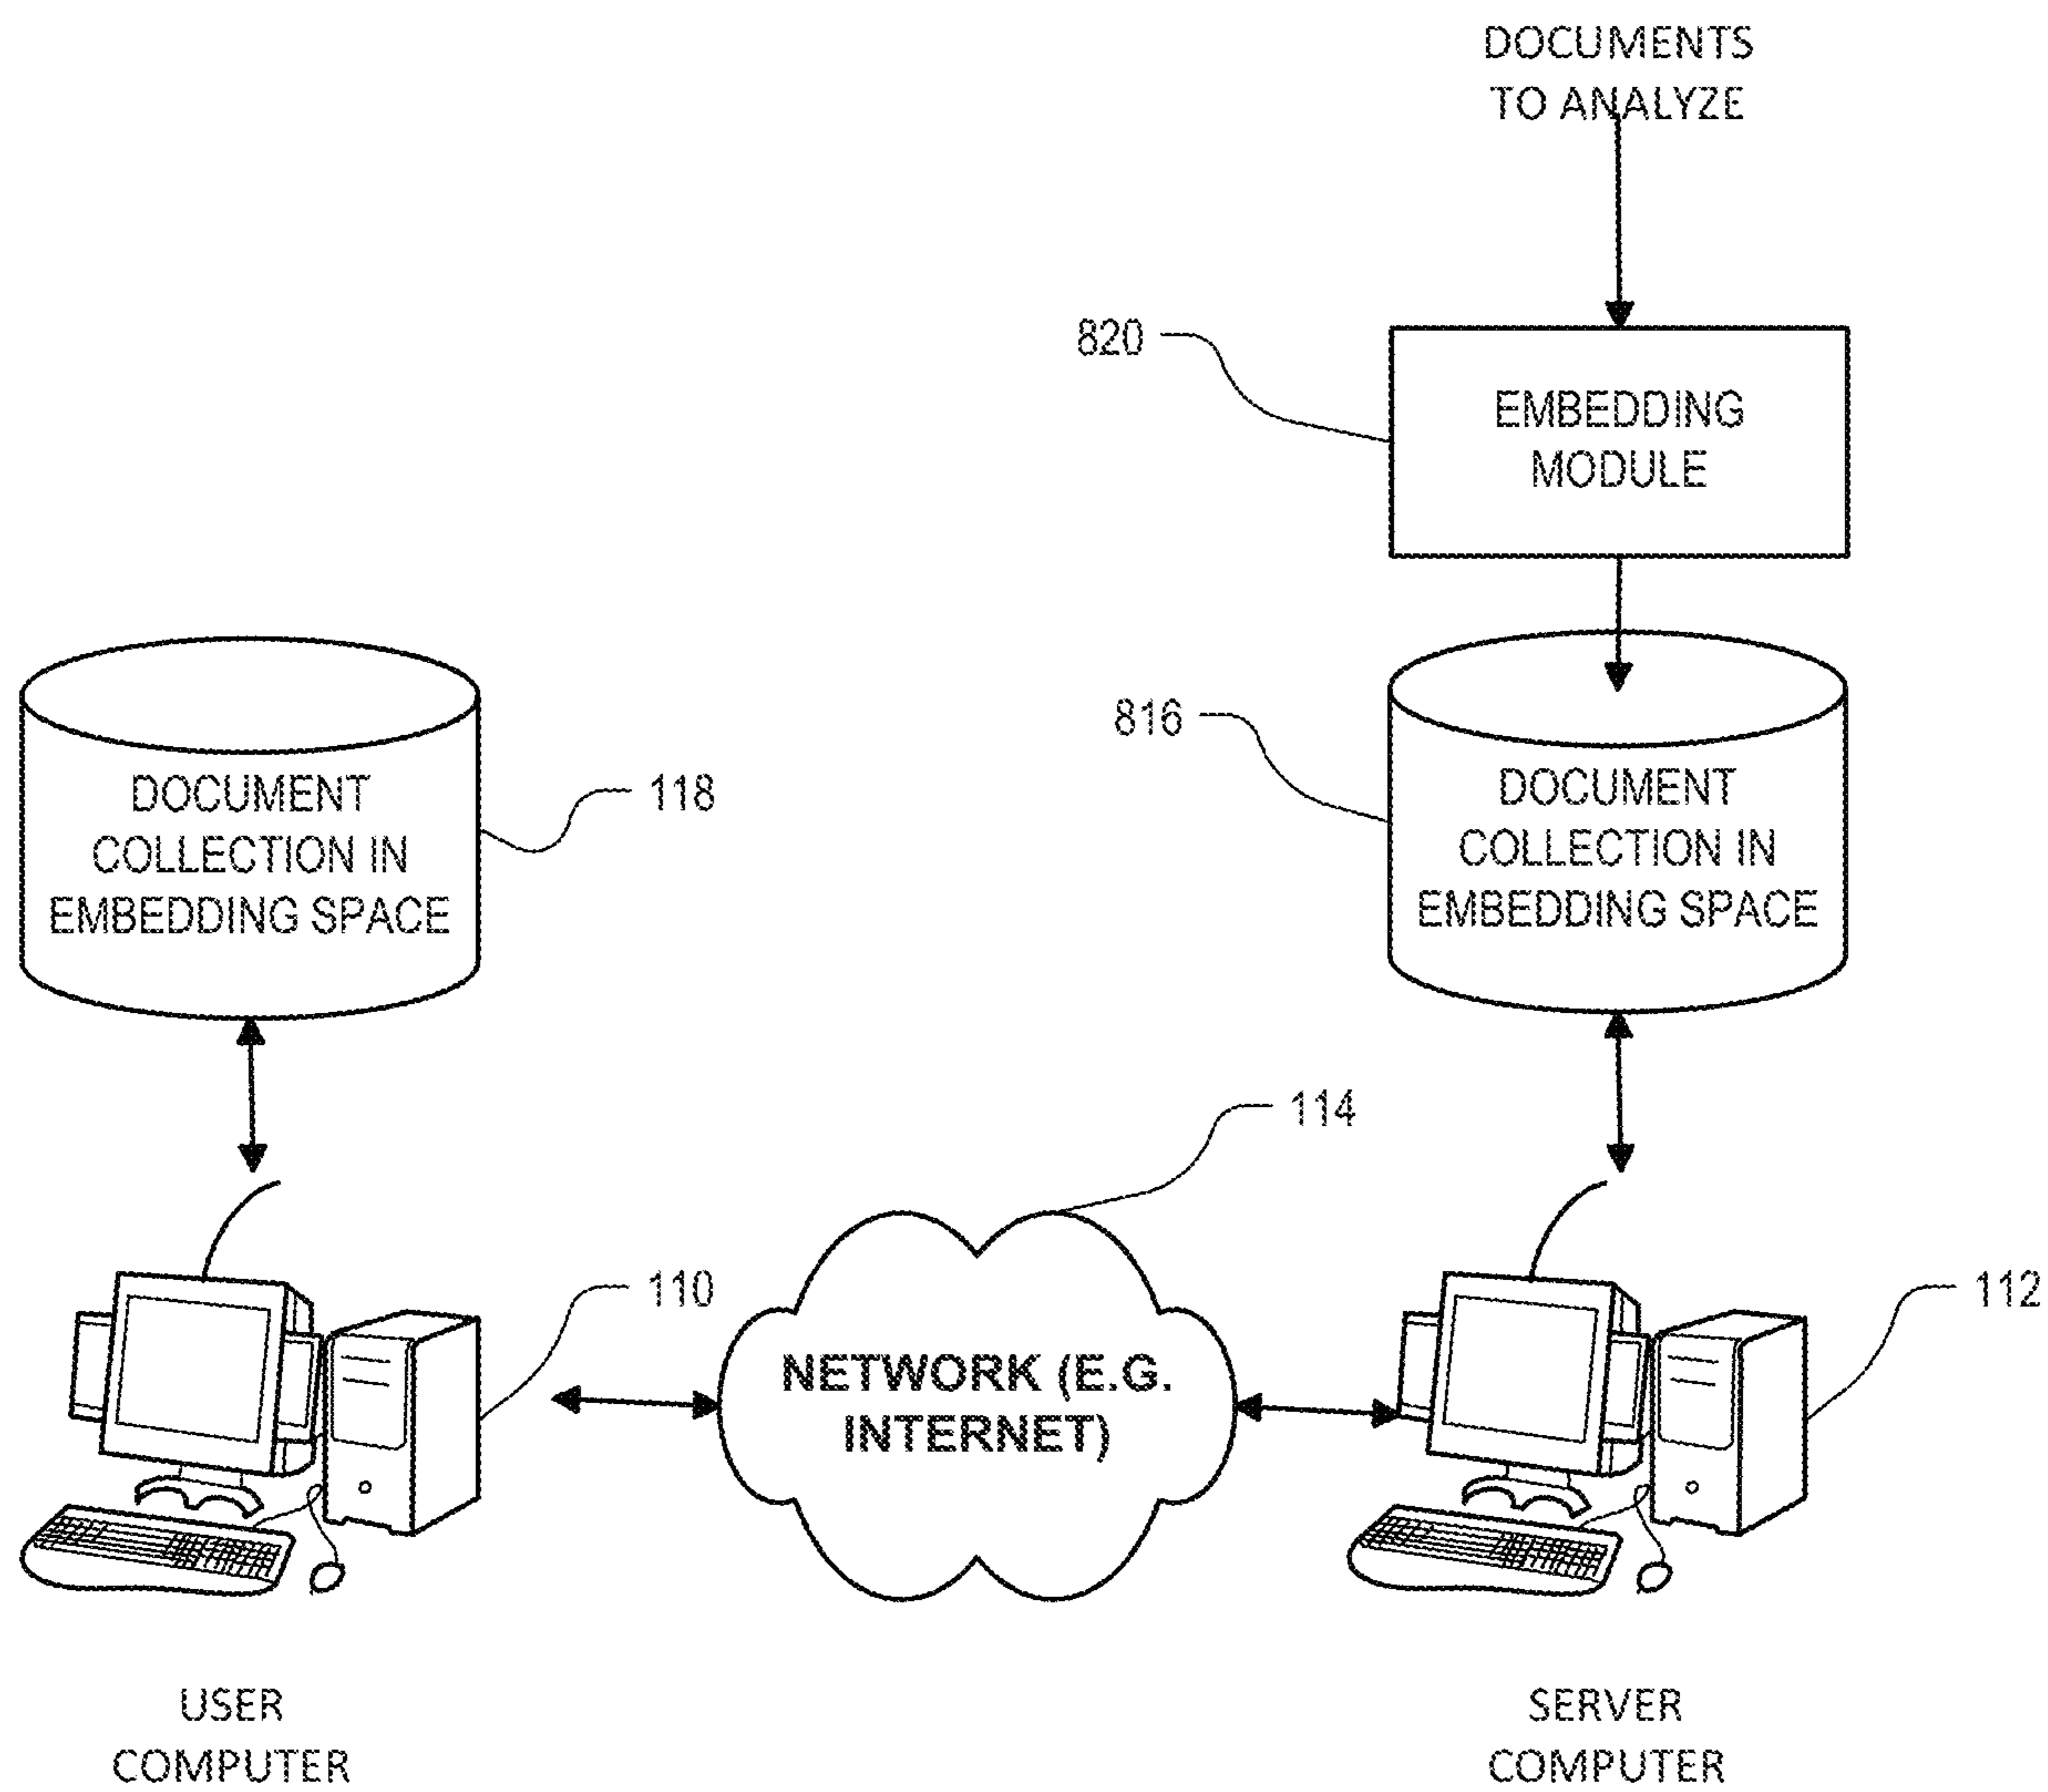 DOCUMENTS
TO ANALYZE
820
EMBEDDING
MODULE
816
DOCUMENT
COLLECTION IN
EMBEDDING SPACE
DOCUMENT
COLLECTION IN
EMBEDDING SPACE
118
114
110
NETWORK (E.G.
INTERNET)
112
USER
COMPUTER
SERVER
COMPUTER